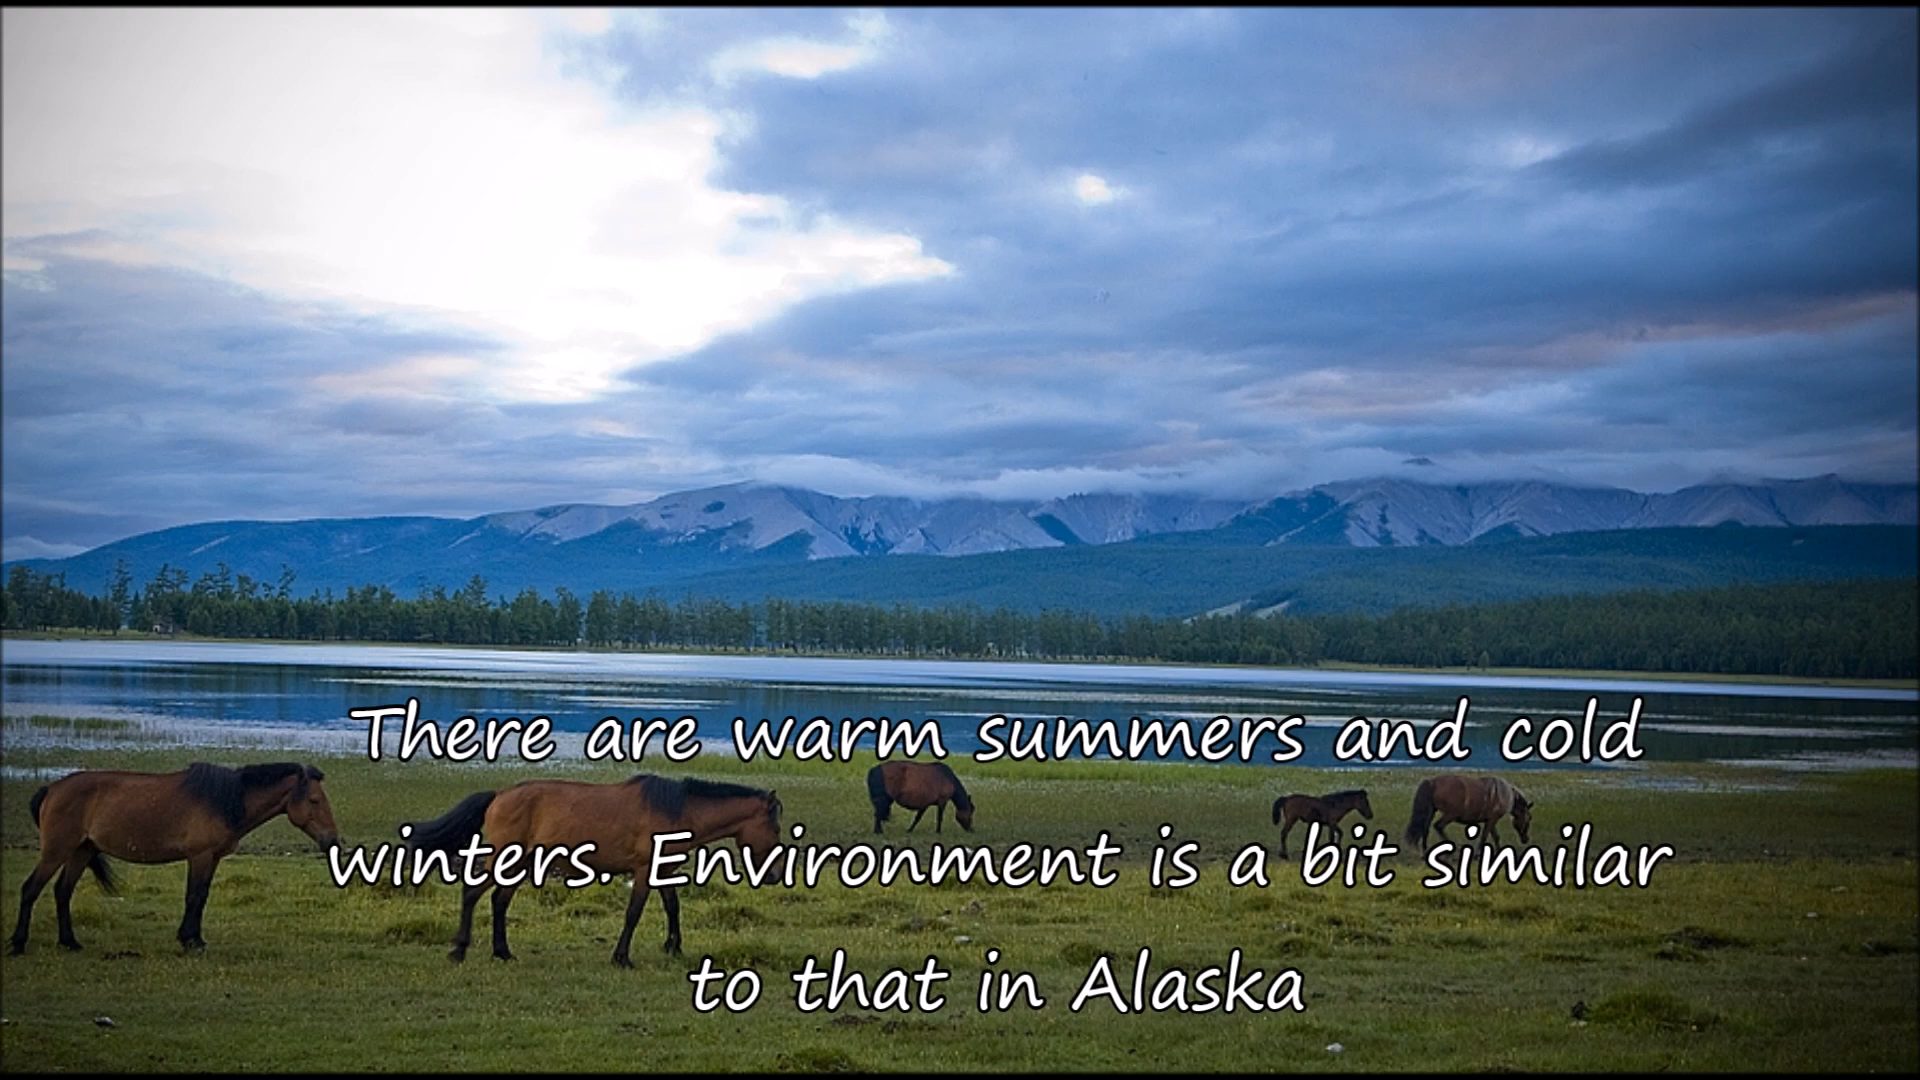 There are warm summers and cold
winters. Environment is a bit similar
to that in Alaska